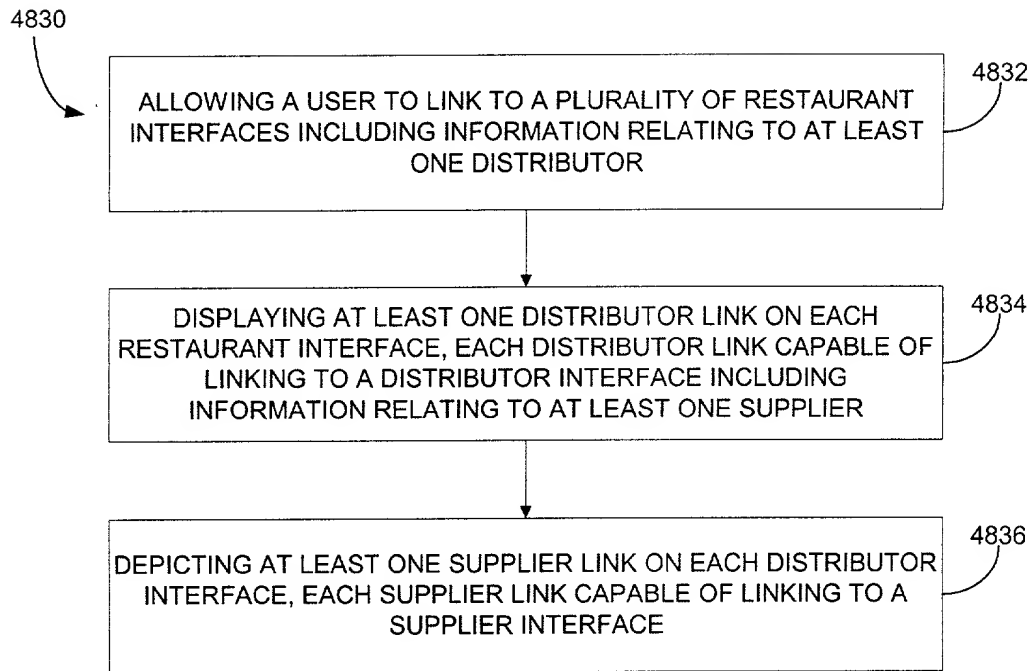 4830
4832
ALLOWING A USER TO LINK TO A PLURALITY OF RESTAURANT
INTERFACES INCLUDING INFORMATION RELATING TO AT LEAST
ONE DISTRIBUTOR
4834
DISPLAYING AT LEAST ONE DISTRIBUTOR LINK ON EACH
RESTAURANT INTERFACE, EACH DISTRIBUTOR LINK CAPABLE OF
LINKING TO A DISTRIBUTOR INTERFACE INCLUDING
INFORMATION RELATING TO AT LEAST ONE SUPPLIER
4836
DEPICTING AT LEAST ONE SUPPLIER LINK ON EACH DISTRIBUTOR
INTERFACE, EACH SUPPLIER LINK CAPABLE OF LINKING TO A
SUPPLIER INTERFACE